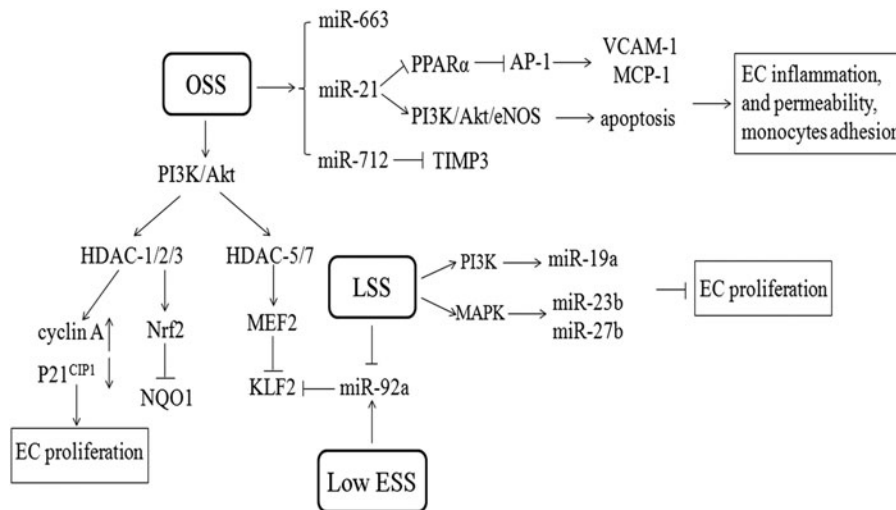 miR-663
OSS
miR-21
PPARα
AP-1
VCAM-1
MCP-1
PI3K/Akt/eNOS
apoptosis
EC inflammation,
and permeability,
monocytes adhesion
miR-712
TIMP3
PI3K/Akt
HDAC-1/2/3
HDAC-5/7
cyclin A
P21CIP1
Nrf2
NQO1
MEF2
KLF2
EC proliferation
LSS
PI3K
miR-19a
MAPK
miR-23b
miR-27b
EC proliferation
miR-92a
Low ESS